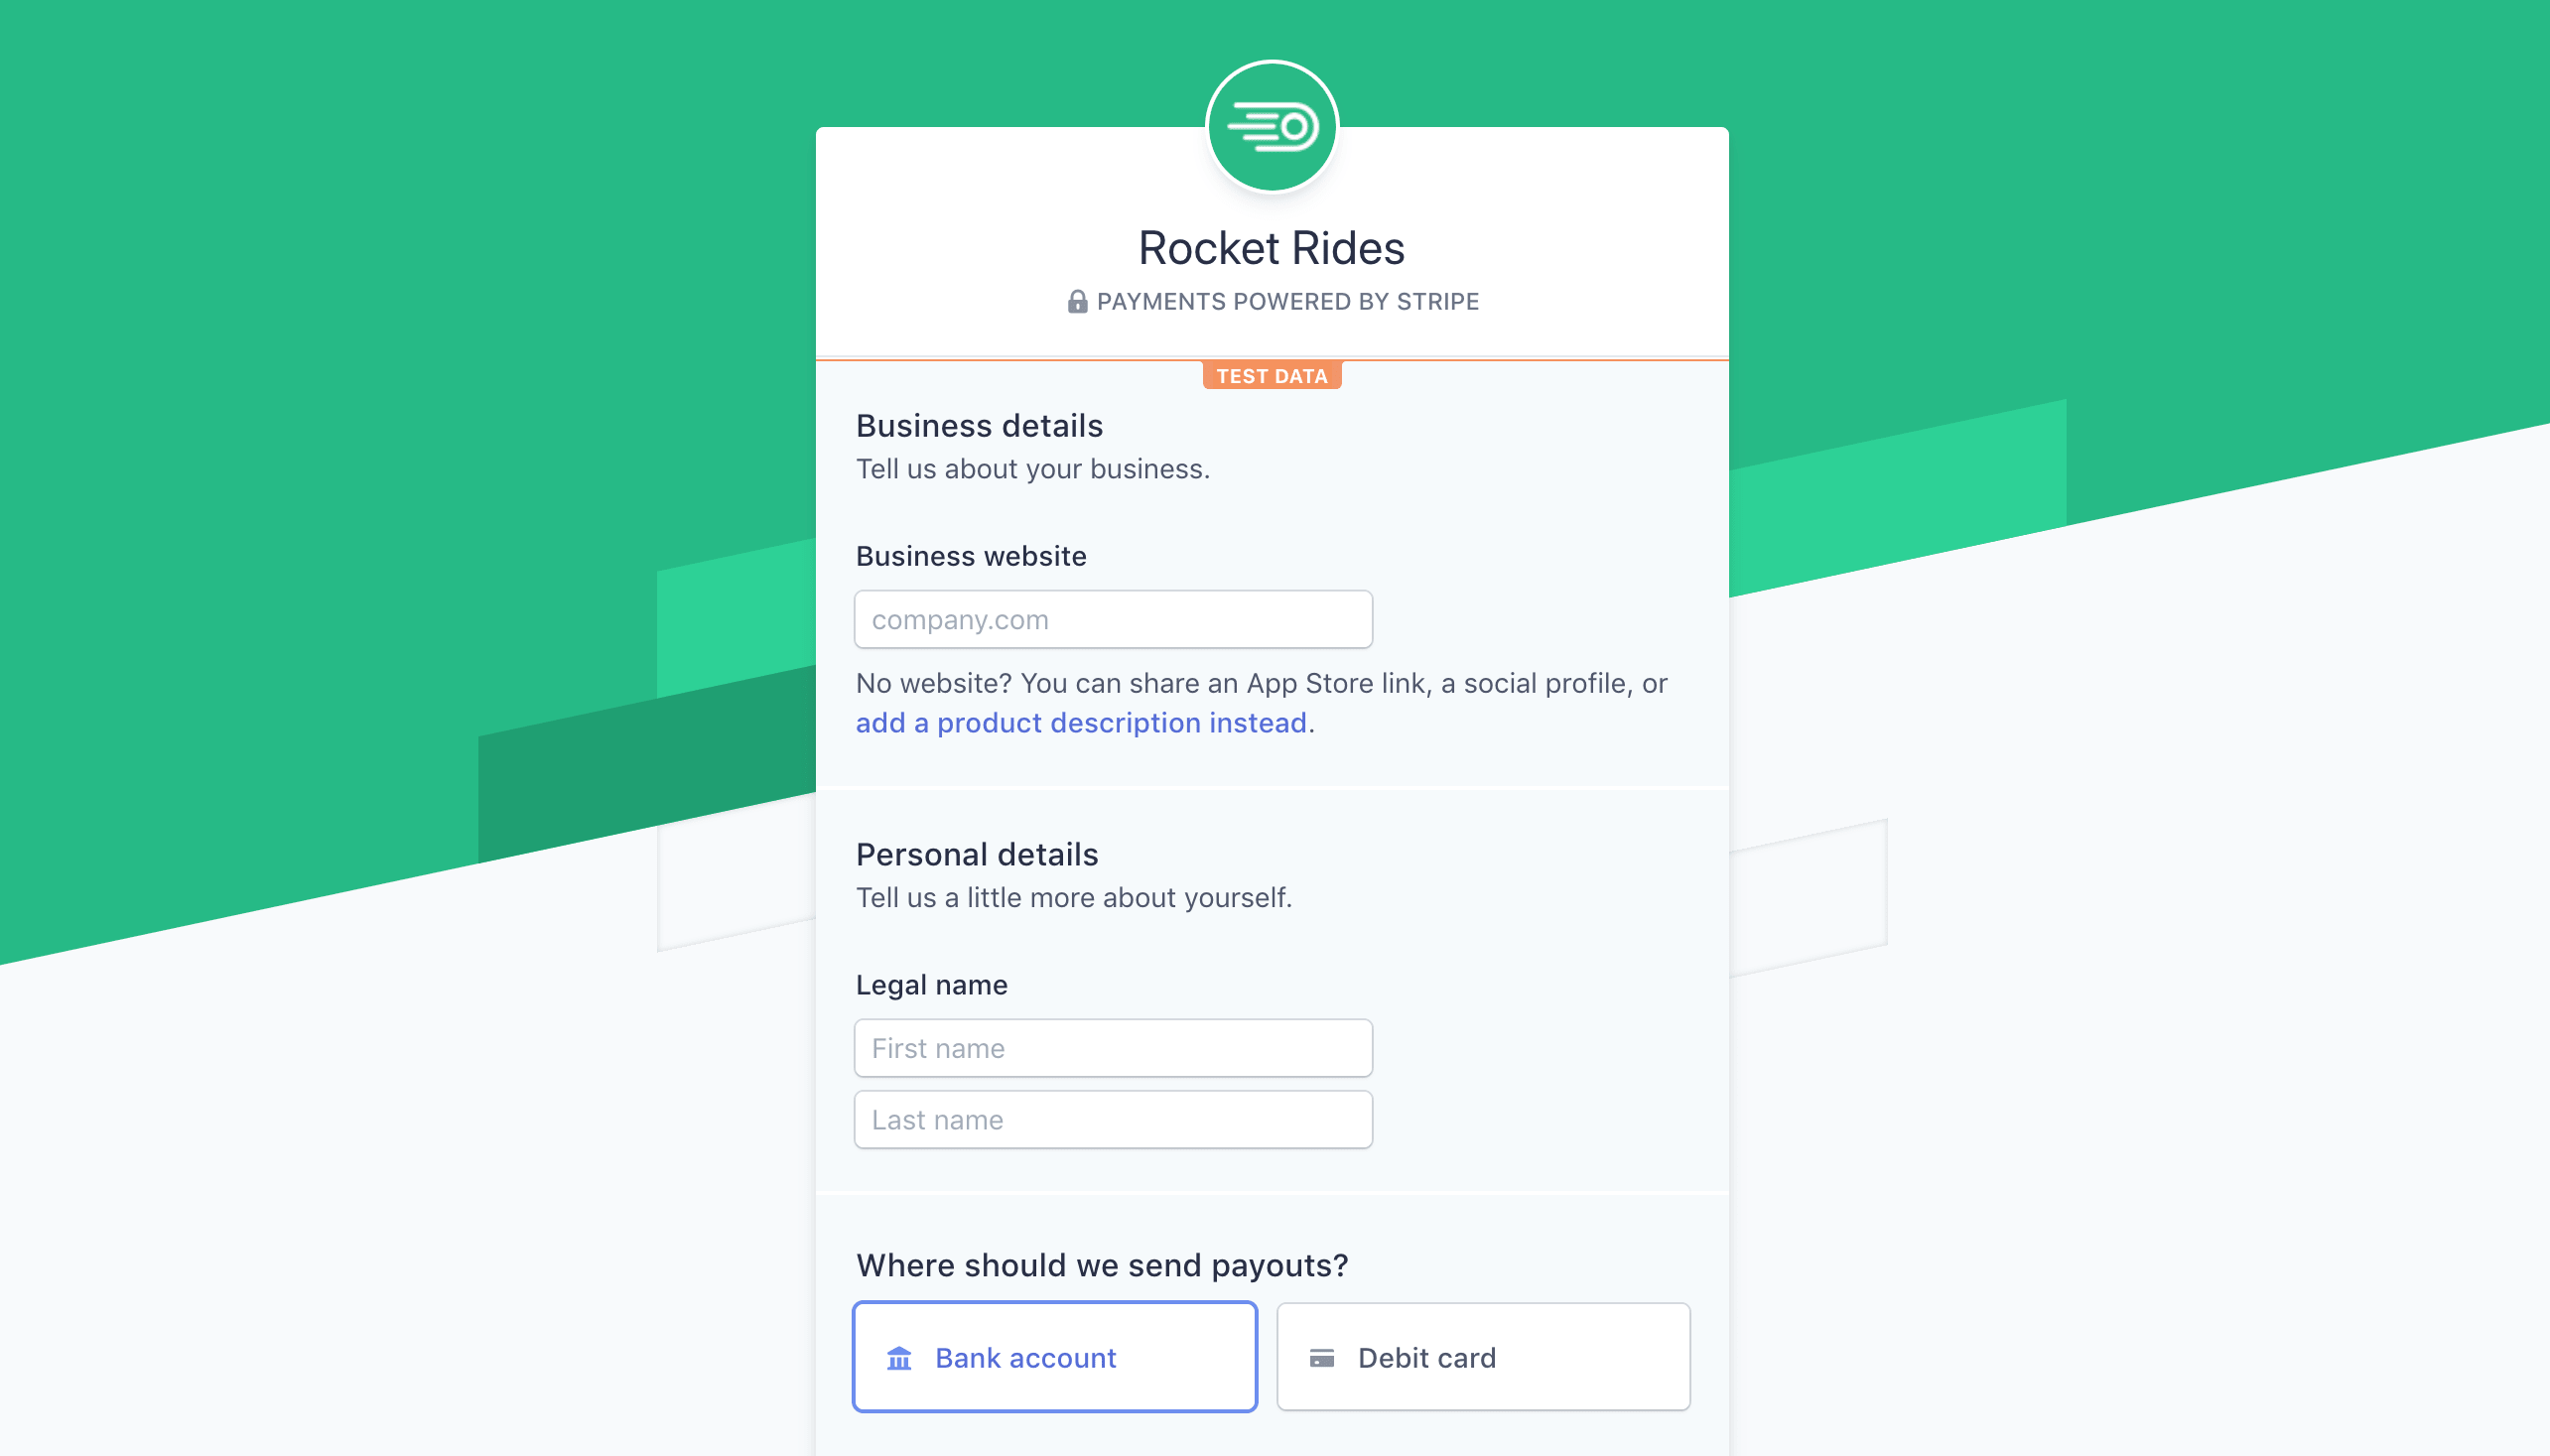 Rocket Rides
PAYMENTS POWERED BY STRIPE
TEST DATA
Business details
Tell us about your business.
Business website
company.com
No website? You can share an App Store link, a social profile, or
add a product description instead.
Personal details
Tell us a little more about yourself.
Legal name
First name
Last name
Where should we send payouts?
Bank account
Debit card